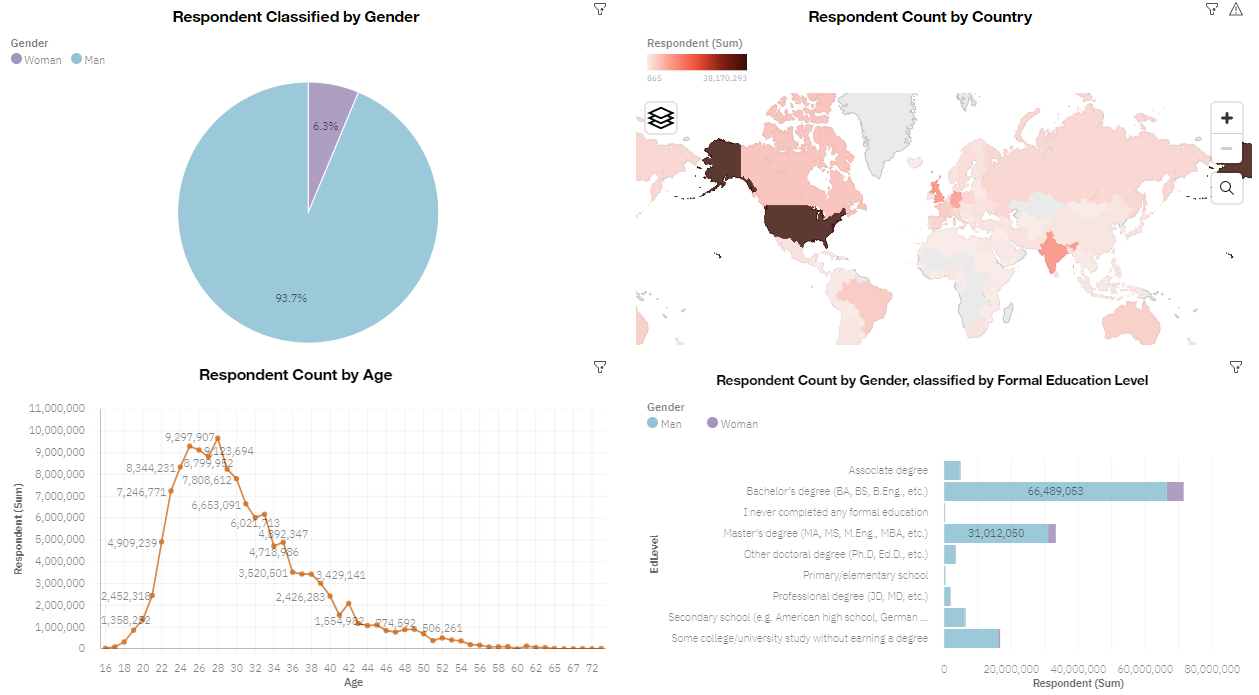 Respondent Classified by Gender
Gender
Woman Man
6.3%
93.7%
Respondent Count by Country
Respondent (Sum)
865 38,170,293
Respondent Count by Age
Respondent (Sum)
11,000,000
10,000,000
9,000,000
8,000,000
7,000,000
6,000,000
5,000,000
4,000,000
3,000,000
2,000,000
1,000,000
0
9,297,907
9,123,694
8,799,952
8,344,231
7,808,612
7,246,771
6,653,091
6,021,713
4,892,347
4,909,239
4,718,986
3,520,501
3,429,141
2,452,318
2,426,283
1,358,252
1,554,982
774,592
506,261
16 18 20 22 24 26 28 30 32 34 36 38 40 42 44 46 48 50 52 54 56 58 60 62 65 67 72
Age
Respondent Count by Gender, classified by Formal Education Level
Gender
Man Woman
EdLevel
Associate degree
Bachelor's degree (BA, BS, B.Eng., etc.) 66,489,053
I never completed any formal education
Master's degree (MA, MS, M.Eng., MBA, etc.) 31,012,050
Other doctoral degree (Ph.D, Ed.D., etc.)
Primary/elementary school
Professional degree (JD, MD, etc.)
Secondary school (e.g. American high school, German ...
Some college/university study without earning a degree
0 20,000,000 40,000,000 60,000,000 80,000,000
Respondent (Sum)